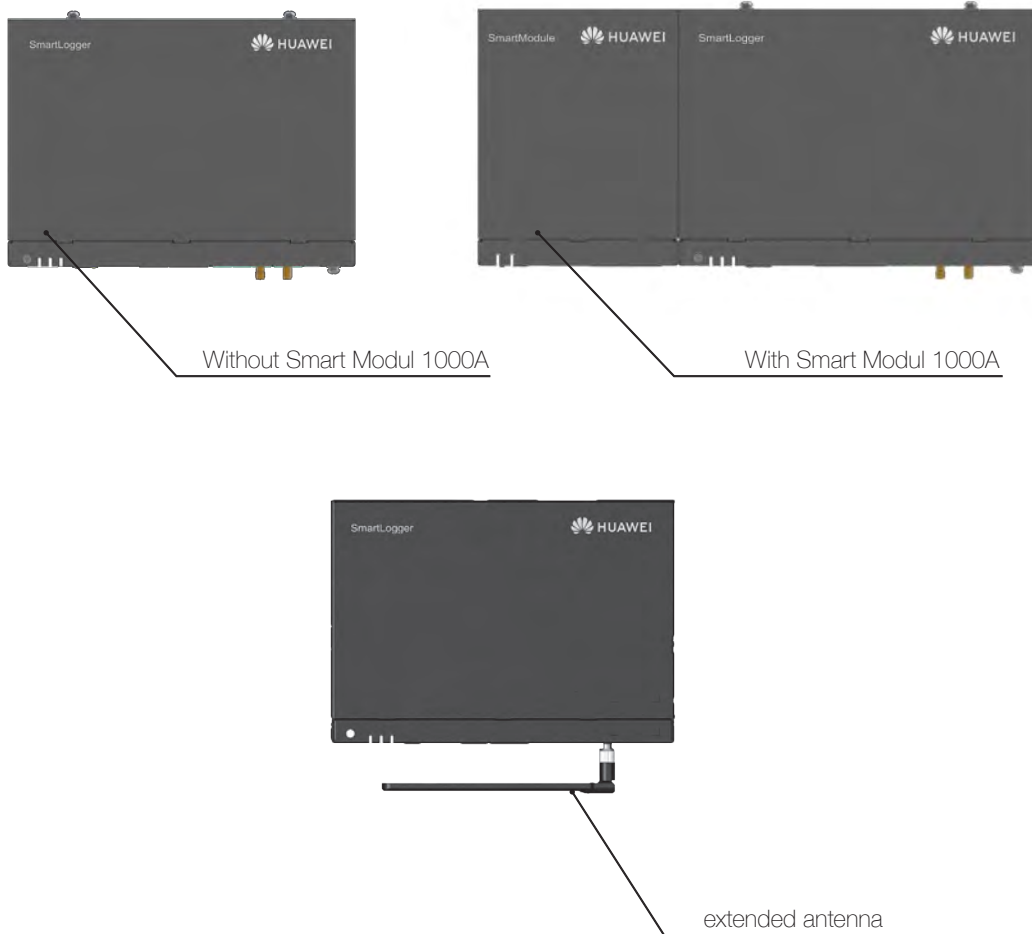 SmartLogger HUAWEI
SmartModule HUAWEI SmartLogger HUAWEI
Without Smart Modul 1000A
With Smart Modul 1000A
SmartLogger HUAWEI
extended antenna